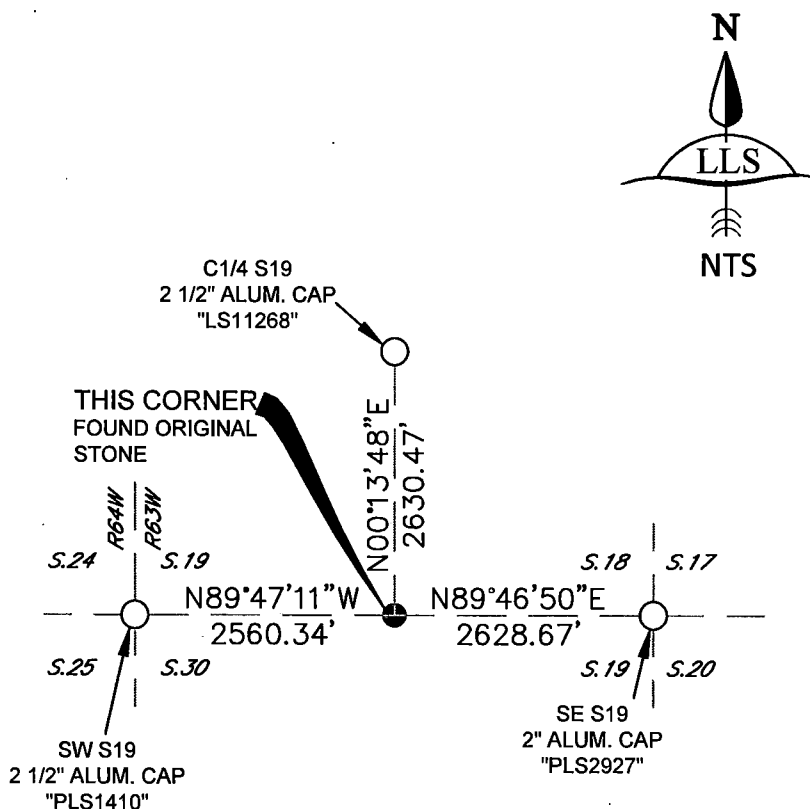 N
LLS
NTS
C1/4 S19
2 1/2" ALUM. CAP
"LS11268"
THIS CORNER
FOUND ORIGINAL
STONE
N00°13'48"E
2630.47'
R64W
R63W
S.24
S.19
N89°47'11"W
2560.34'
N89°46'50"E
2628.67'
S.18
S.17
S.25
S.30
S.19
S.20
SW S19
2 1/2" ALUM. CAP
"PLS1410"
SE S19
2" ALUM. CAP
"PLS2927"